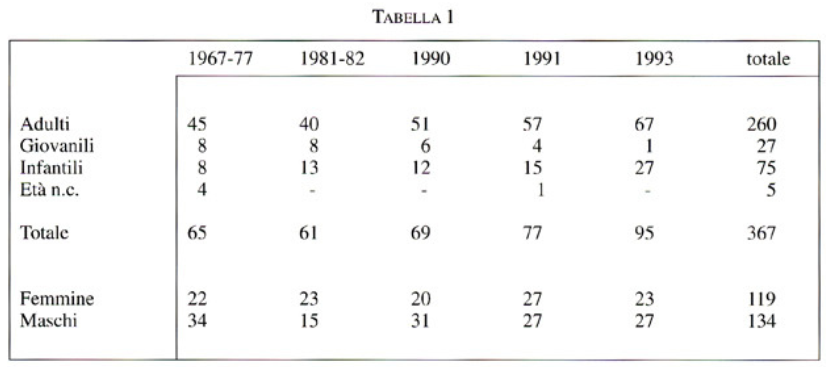 TABELLA 1
1967-77 1981-82 1990 1991 1993 totale
Adulti 45 40 51 57 67 260
Giovanili 8 8 6 4 1 27
Infantili 8 13 12 15 27 75
Età n.c. 4 - - 1 - 5
Totale 65 61 69 77 95 367
Femmine 22 23 20 27 23 119
Maschi 34 15 31 27 27 134